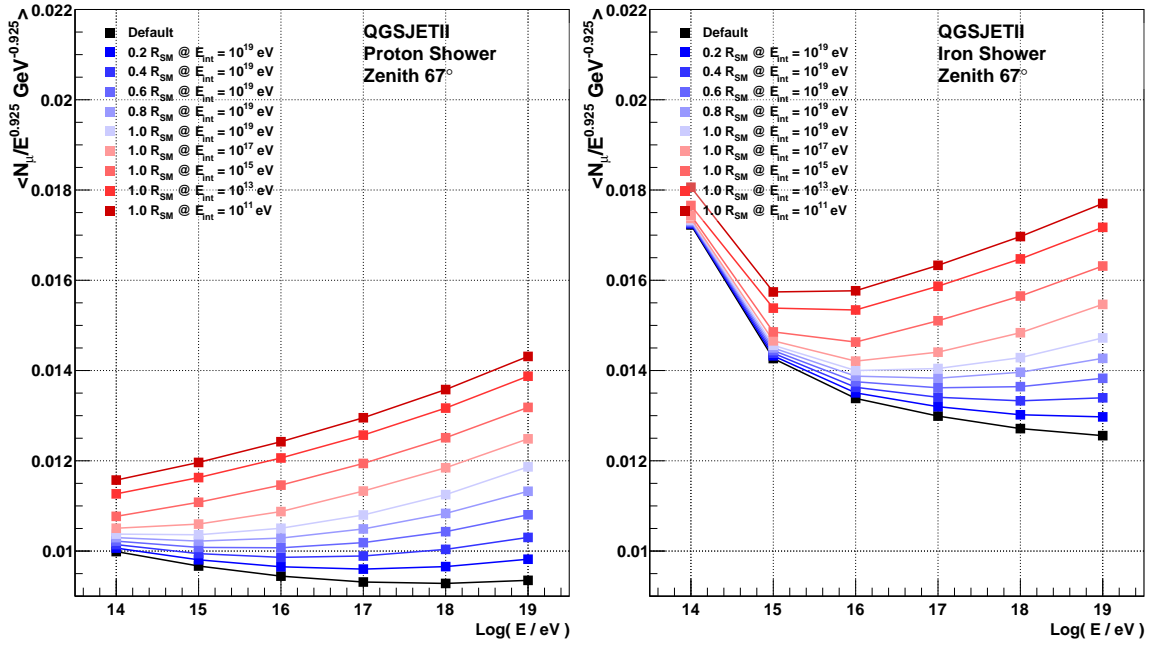 <N_μ/E^0.925 GeV^-0.925>
0.022
0.02
0.018
0.016
0.014
0.012
0.01
Default
0.2 R_SM @ E_int = 10^19 eV
0.4 R_SM @ E_int = 10^19 eV
0.6 R_SM @ E_int = 10^19 eV
0.8 R_SM @ E_int = 10^19 eV
1.0 R_SM @ E_int = 10^19 eV
1.0 R_SM @ E_int = 10^17 eV
1.0 R_SM @ E_int = 10^15 eV
1.0 R_SM @ E_int = 10^13 eV
1.0 R_SM @ E_int = 10^11 eV
QGSJETII
Proton Shower
Zenith 67°
14 15 16 17 18 19
Log( E / eV )
<N_μ/E^0.925 GeV^-0.925>
0.022
0.02
0.018
0.016
0.014
0.012
0.01
Default
0.2 R_SM @ E_int = 10^19 eV
0.4 R_SM @ E_int = 10^19 eV
0.6 R_SM @ E_int = 10^19 eV
0.8 R_SM @ E_int = 10^19 eV
1.0 R_SM @ E_int = 10^19 eV
1.0 R_SM @ E_int = 10^17 eV
1.0 R_SM @ E_int = 10^15 eV
1.0 R_SM @ E_int = 10^13 eV
1.0 R_SM @ E_int = 10^11 eV
QGSJETII
Iron Shower
Zenith 67°
14 15 16 17 18 19
Log( E / eV )